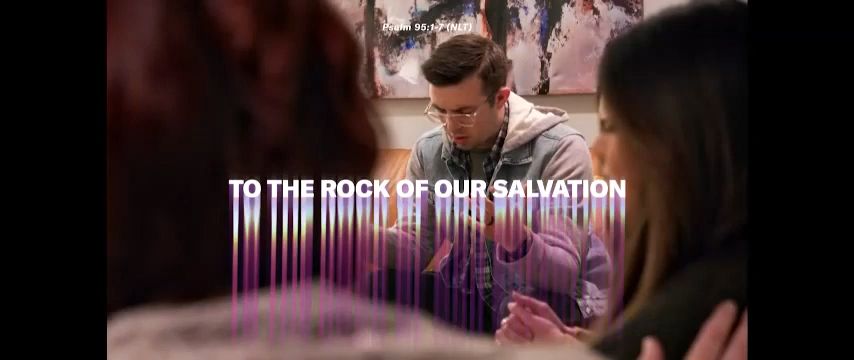 Psalm 95:1-7 (NLT)
TO THE ROCK OF OUR SALVATION